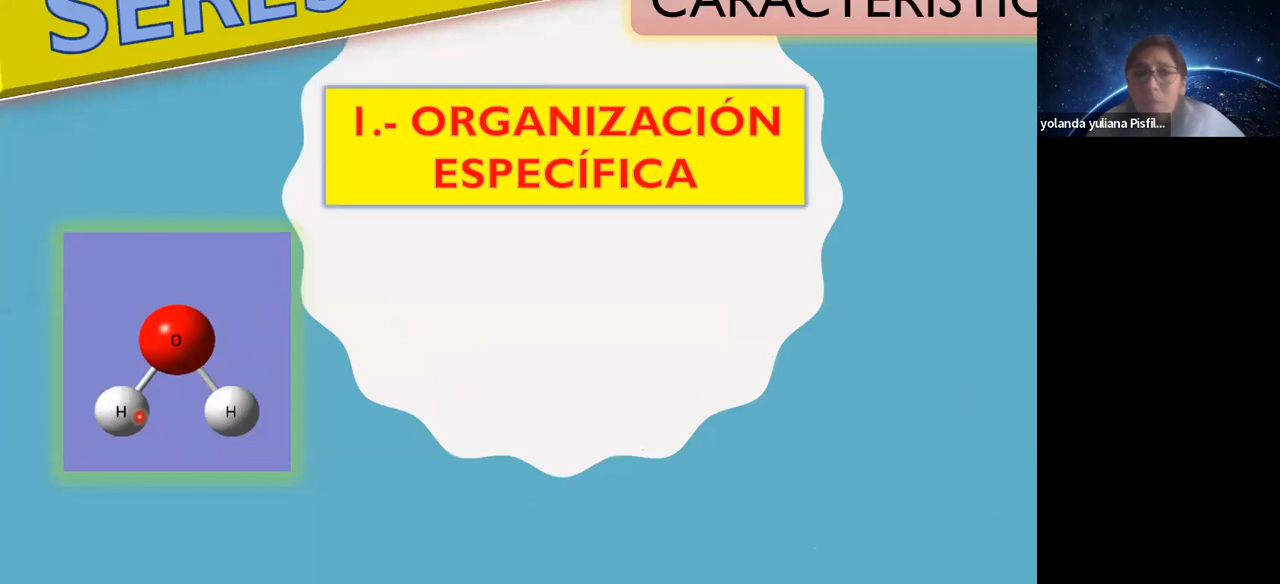 SERES
CARACTERÍSTIC
1.- ORGANIZACIÓN
ESPECÍFICA
O
H H
yolanda yuliana Pisfil...